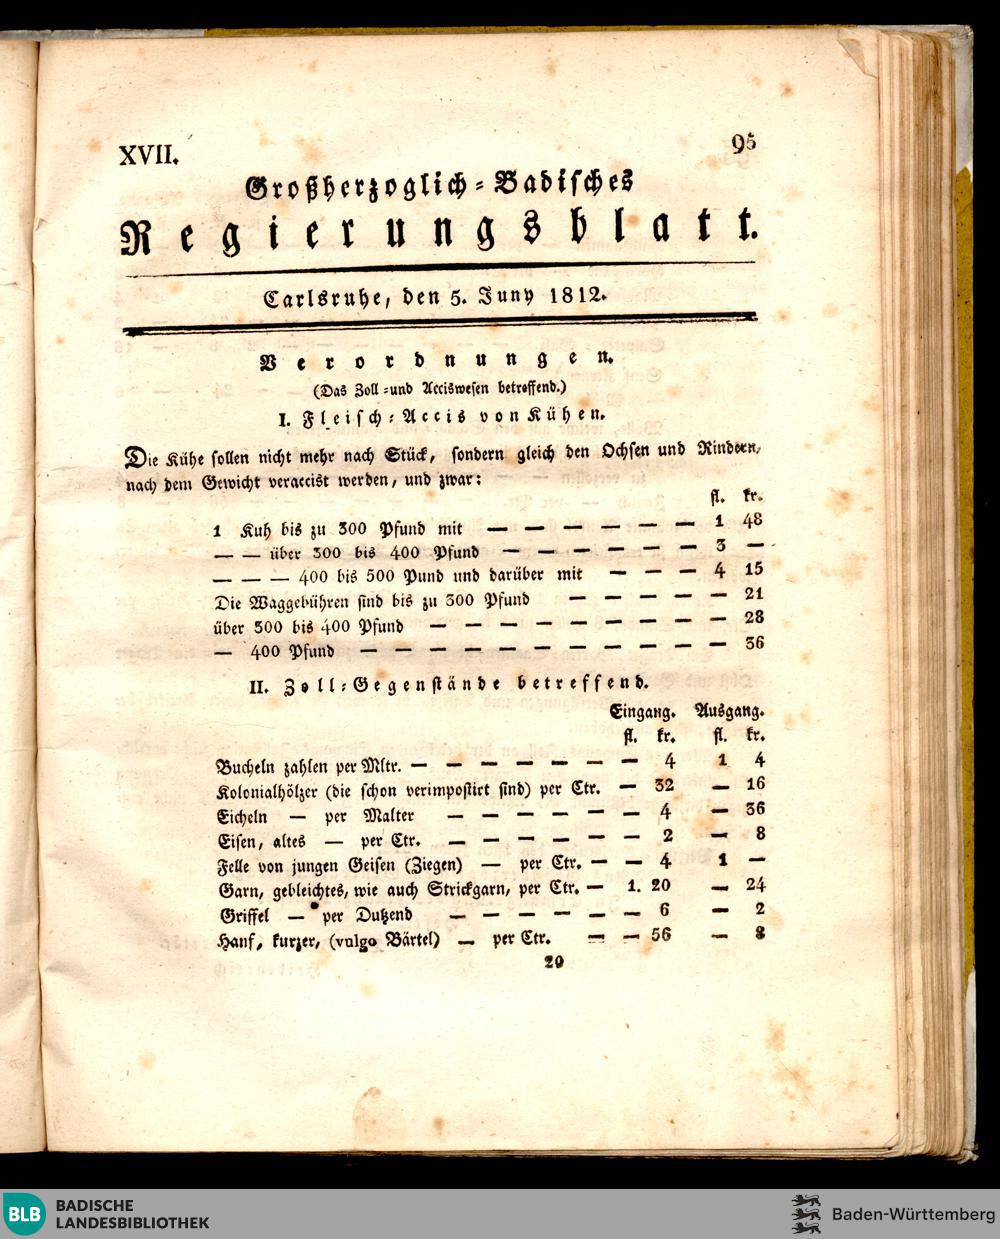 XVII.
95
Großherzoglich-Badisches
Regierungsblatt.
Carlsruhe, den 5. Juny 1812.
Verordnungen.
(Das Zoll- und Acciswesen betreffend.)
I. Fleisch-Accis von Kühen.
Die Kühe sollen nicht mehr nach Stück, sondern gleich den Ochsen und Rindern,
nach dem Gewicht veraccist werden, und zwar:
fl. kr.
1 Kuh bis zu 300 Pfund mit — — — — — — 1 48
— — über 300 bis 400 Pfund — — — — — — 3 —
— — — 400 bis 500 Pund und darüber mit — — — 4 15
Die Waggebühren sind bis zu 300 Pfund — — — — — 21
über 300 bis 400 Pfund — — — — — — — — — 28
— 400 Pfund — — — — — — — — — — — 36
II. Zoll-Gegenstände betreffend.
Eingang. Ausgang.
fl. kr. fl. kr.
Bucheln zahlen per Mltr. — — — — — — — 4 1 4
Kolonialhölzer (die schon verimpostirt sind) per Ctr. — 32 — 16
Eicheln — per Malter — — — — — — 4 — 36
Eisen, altes — per Ctr. — — — — — — 2 — 8
Felle von jungen Geisen (Ziegen) — per Ctr. — — 4 1 —
Garn, gebleichtes, wie auch Strickgarn, per Ctr. — 1. 20 — 24
Griffel — per Dutzend — — — — — — 6 — 2
Hanf, kurzer, (vulgo Bärtel) — per Ctr. — — 56 — 8
20
BLB BADISCHE
LANDESBIBLIOTHEK
Baden-Württemberg